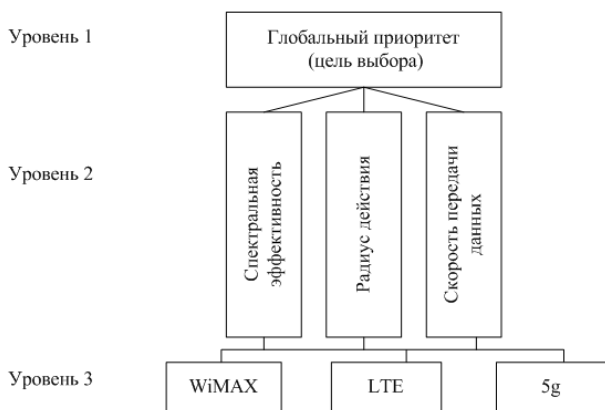 Уровень 1
Глобальный приоритет
(цель выбора)
Уровень 2
Спектральная
эффективность
Радиус действия
Скорость передачи
данных
Уровень 3
WiMAX
LTE
5g